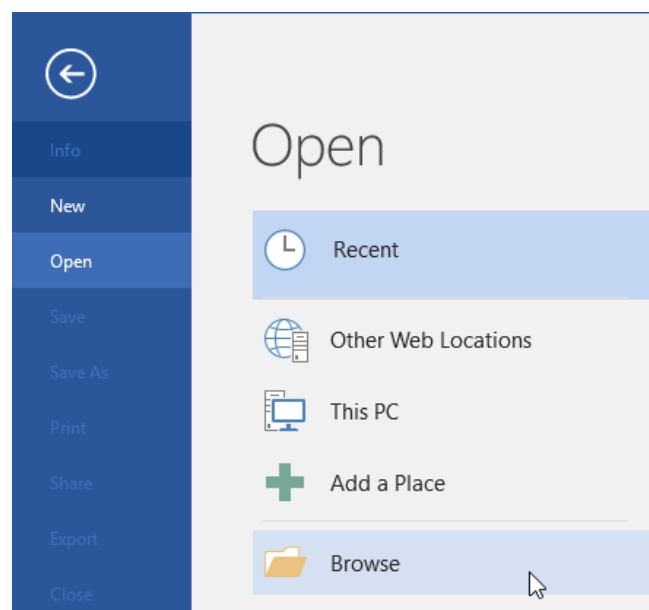 Info
New
Open
Save
Save As
Print
Share
Export
Close
Open
Recent
Other Web Locations
This PC
Add a Place
Browse